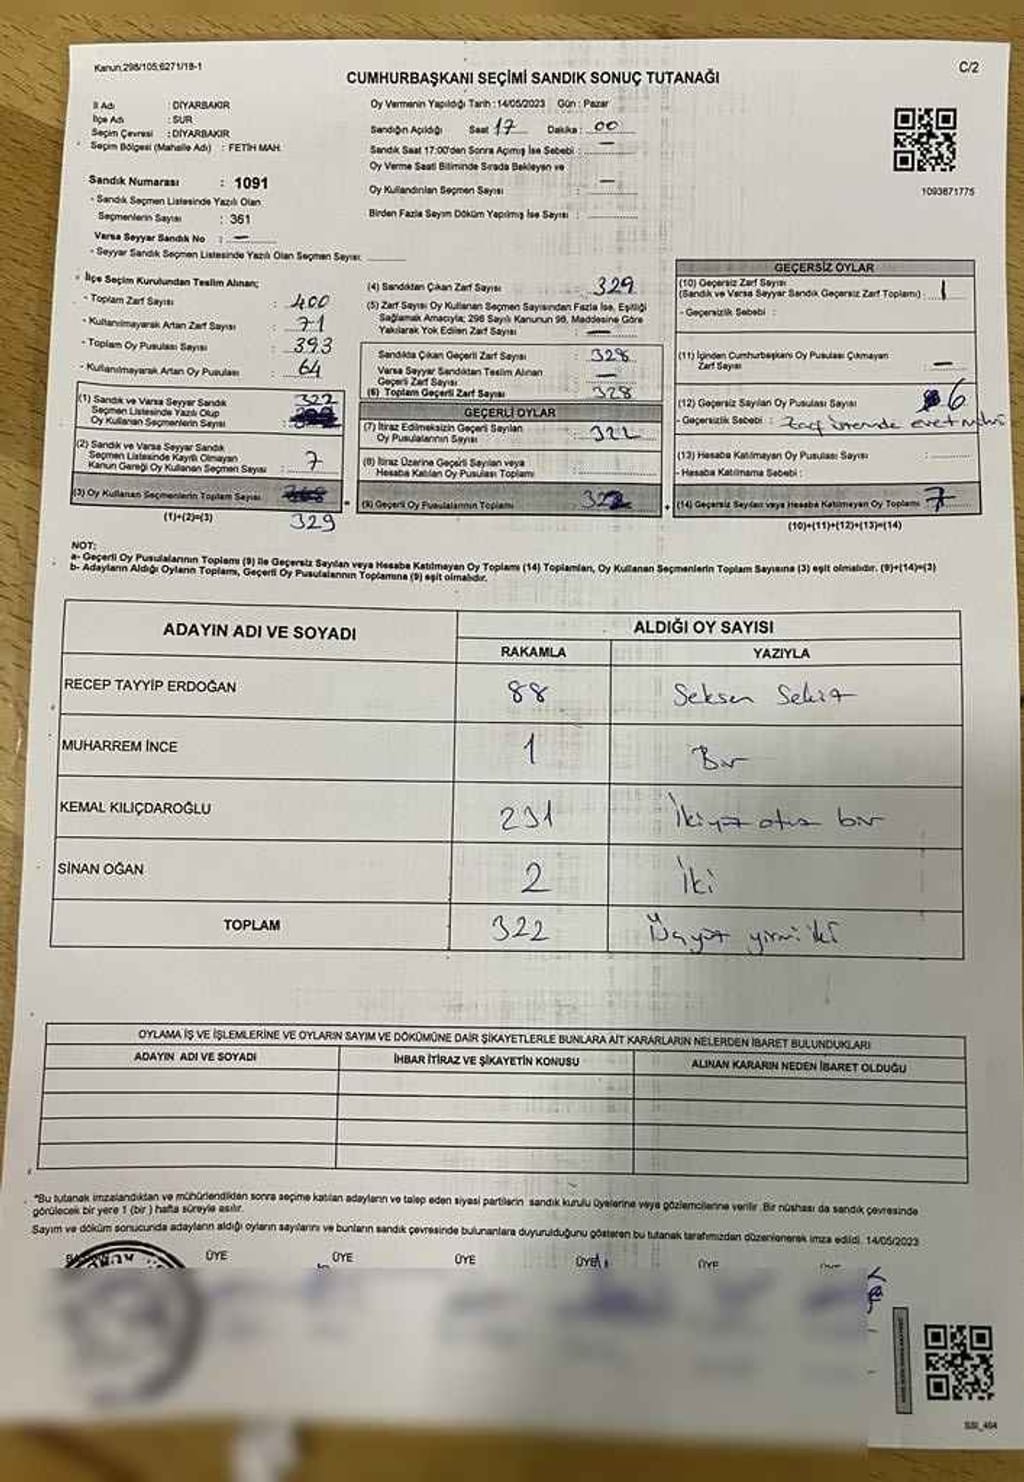 Kanun,298/105;6271/18-1
C/2
CUMHURBAŞKANI SEÇİMİ SANDIK SONUÇ TUTANAĞI
İl Adı : DİYARBAKIR
İlçe Adı : SUR
Seçim Çevresi : DİYARBAKIR
Seçim Bölgesi (Mahalle Adı) : FETİH MAH.
Sandık Numarası : 1091
- Sandık Seçmen Listesinde Yazılı Olan
Seçmenlerin Sayısı : 361
Varsa Seyyar Sandık No : —
- Seyyar Sandık Seçmen Listesinde Yazılı Olan Seçmen Sayısı:
Oy Vermenin Yapıldığı Tarih :14/05/2023 Gün : Pazar
Sandığın Açıldığı Saat 17 Dakika : 00
Sandık Saat 17:00'den Sonra Açılmış İse Sebebi : —
Oy Verme Saati Bitiminde Sırada Bekleyen ve
Oy Kullandırılan Seçmen Sayısı : —
Birden Fazla Sayım Döküm Yapılmış İse Sayısı :
1093871775
- İlçe Seçim Kurulundan Teslim Alınan;
- Toplam Zarf Sayısı : 400
- Kullanılmayarak Artan Zarf Sayısı : 71
- Toplam Oy Pusulası Sayısı : 393
- Kullanılmayarak Artan Oy Pusulası : 64
(1) Sandık ve Varsa Seyyar Sandık
Seçmen Listesinde Yazılı Olup
Oy Kullanan Seçmenlerin Sayısı : 322
(2) Sandık ve Varsa Seyyar Sandık
Seçmen Listesinde Kayıtlı Olmayan
Kanun Gereği Oy Kullanan Seçmen Sayısı : 7
(3) Oy Kullanan Seçmenlerin Toplam Sayısı
(1)+(2)=(3)
329
(4) Sandıktan Çıkan Zarf Sayısı : 329
(5) Zarf Sayısı Oy Kullanan Seçmen Sayısından Fazla İse, Eşitliği
Sağlamak Amacıyla; 298 Sayılı Kanunun 98. Maddesine Göre
Yakılarak Yok Edilen Zarf Sayısı : —
Sandıkta Çıkan Geçerli Zarf Sayısı : 328
Varsa Seyyar Sandıktan Teslim Alınan
Geçerli Zarf Sayısı : —
(6) Toplam Geçerli Zarf Sayısı : 328
GEÇERLİ OYLAR
(7) İtiraz Edilmeksizin Geçerli Sayılan
Oy Pusulalarının Sayısı : 322
(8) İtiraz Üzerine Geçerli Sayılan veya
Hesaba Katılan Oy Pusulası Toplamı :
(9) Geçerli Oy Pusulalarının Toplamı 322
GEÇERSİZ OYLAR
(10) Geçersiz Zarf Sayısı
(Sandık ve Varsa Seyyar Sandık Geçersiz Zarf Toplamı) : 1
- Geçersizlik Sebebi :
(11) İçinden Cumhurbaşkanı Oy Pusulası Çıkmayan
Zarf Sayısı : —
(12) Geçersiz Sayılan Oy Pusulası Sayısı : 6
- Geçersizlik Sebebi :
(13) Hesaba Katılmayan Oy Pusulası Sayısı :
- Hesaba Katılmama Sebebi :
(14) Geçersiz Sayılan veya Hesaba Katılmayan Oy Toplamı 7
(10)+(11)+(12)+(13)=(14)
NOT:
a- Geçerli Oy Pusulalarının Toplamı (9) ile Geçersiz Sayılan veya Hesaba Katılmayan Oy Toplamı (14) Toplamları, Oy Kullanan Seçmenlerin Toplam Sayısına (3) eşit olmalıdır. (9)+(14)=(3)
b- Adayların Aldığı Oyların Toplamı, Geçerli Oy Pusulalarının Toplamına (9) eşit olmalıdır.
ADAYIN ADI VE SOYADI
ALDIĞI OY SAYISI
RAKAMLA YAZIYLA
RECEP TAYYİP ERDOĞAN 88 Seksen Sekiz
MUHARREM İNCE 1 Bir
KEMAL KILIÇDAROĞLU 231 İkiyüz otuz bir
SİNAN OĞAN 2 İki
TOPLAM 322 Üçyüz yirmi iki
OYLAMA İŞ VE İŞLEMLERİNE VE OYLARIN SAYIM VE DÖKÜMÜNE DAİR ŞİKAYETLERLE BUNLARA AİT KARARLARIN NELERDEN İBARET BULUNDUKLARI
ADAYIN ADI VE SOYADI İHBAR İTİRAZ VE ŞİKAYETİN KONUSU ALINAN KARARIN NEDEN İBARET OLDUĞU
*Bu tutanak imzalandıktan ve mühürlendikten sonra seçime katılan adayların ve talep eden siyasi partilerin sandık kurulu üyelerine veya gözlemcilerine verilir. Bir nüshası da sandık çevresinde
görülecek bir yere 1 (bir ) hafta süreyle asılır.
Sayım ve döküm sonucunda adayların aldığı oyların sayılarını ve bunların sandık çevresinde bulunanlara duyurulduğunu gösteren bu tutanak tarafımızdan düzenlenerek imza edildi. 14/05/2023
ÜYE ÜYE ÜYE ÜYE ÜYE